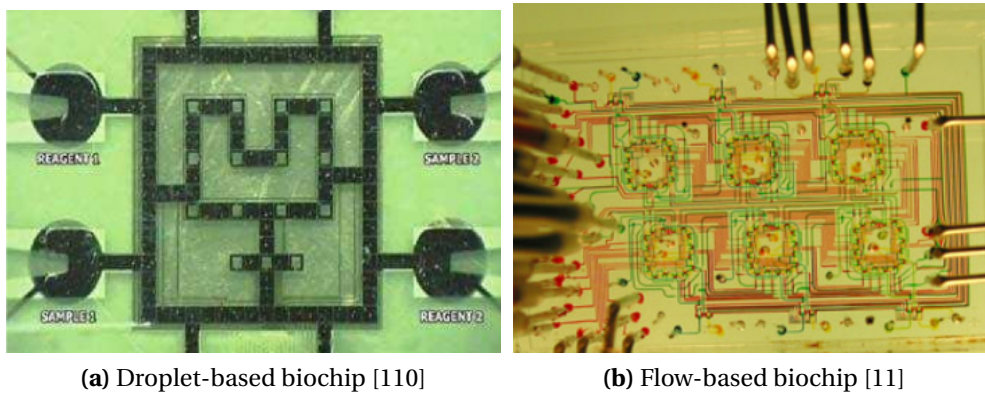 REAGENT 1
SAMPLE 2
SAMPLE 1
REAGENT 2
(a) Droplet-based biochip [110]
(b) Flow-based biochip [11]